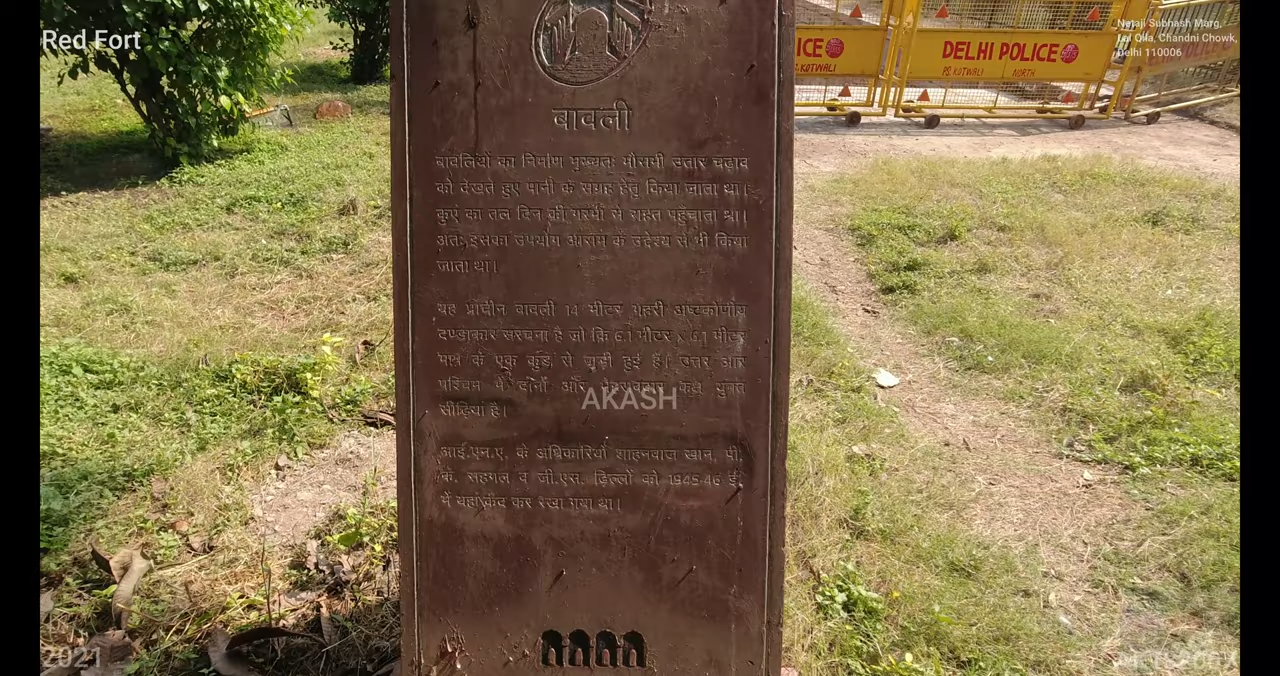 Red Fort
Netaji Subhash Marg,
Lal Qila, Chandni Chowk,
Delhi 110006
ICE
KOTWALI
DELHI POLICE
PS. KOTWALI NORTH
बावली
बावलियों का निर्माण मुख्यतः मौसमी उतार चढ़ाव
को देखते हुए पानी के संग्रह हेतु किया जाता था।
कुएं का तल दिन की गरमी से राहत पहुँचाता था।
अतः इसका उपयोग आराम के उद्देश्य से भी किया
जाता था।
यह प्राचीन बावली 14 मीटर गहरी अष्टकोणीय
दण्डाकार संरचना है जो कि 6.1 मीटर x 6.1 मीटर
माप के एक कुंड से जुड़ी हुई है। उत्तर और
पश्चिम में दोनों ओर मेहराबदार कक्ष युक्त
सीढ़ियां है।
AKASH
आई.एन.ए. के अधिकारियों शाहनवाज खान, पी.
के. सहगल व जी.एस. ढिल्लों को 1945-46 ई.
में यहां कैद कर रखा गया था।
2021